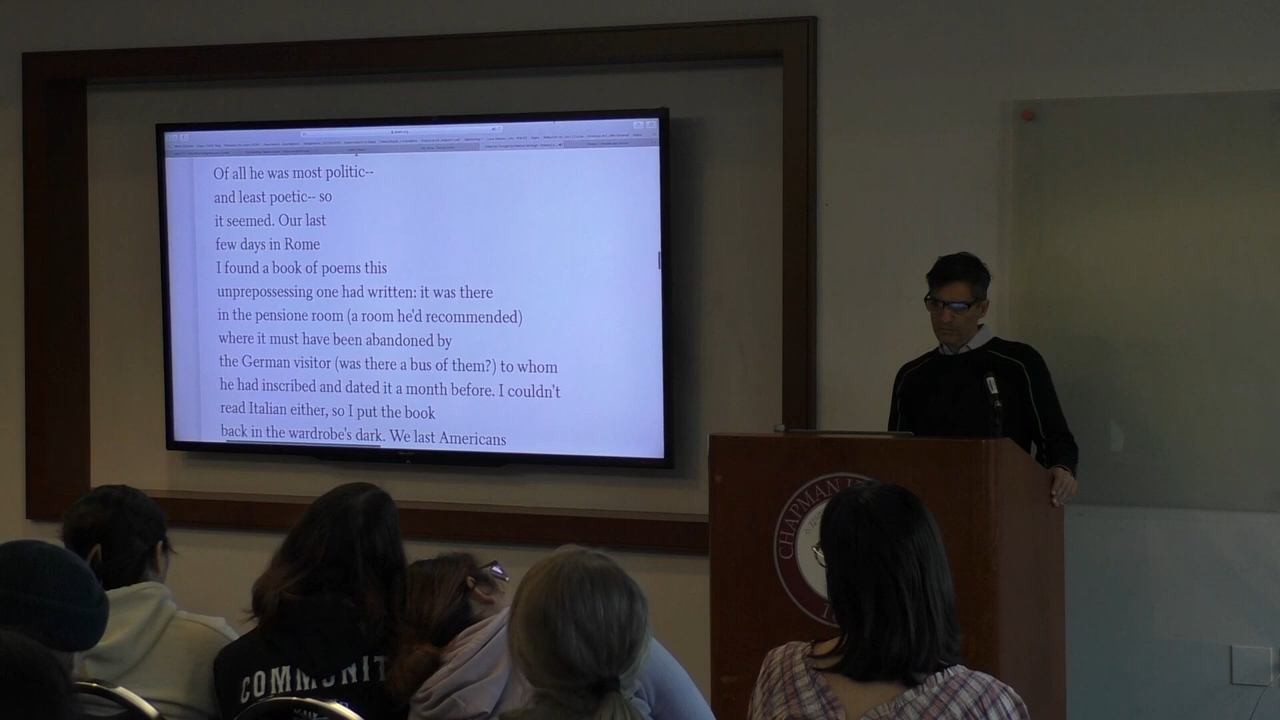 Of all he was most politic--
and least poetic-- so
it seemed. Our last
few days in Rome
I found a book of poems this
unprepossessing one had written: it was there
in the pensione room (a room he'd recommended)
where it must have been abandoned by
the German visitor (was there a bus of them?) to whom
he had inscribed and dated it a month before. I couldn't
read Italian either, so I put the book
back in the wardrobe's dark. We last Americans
CHAPMAN
COMMUNIT